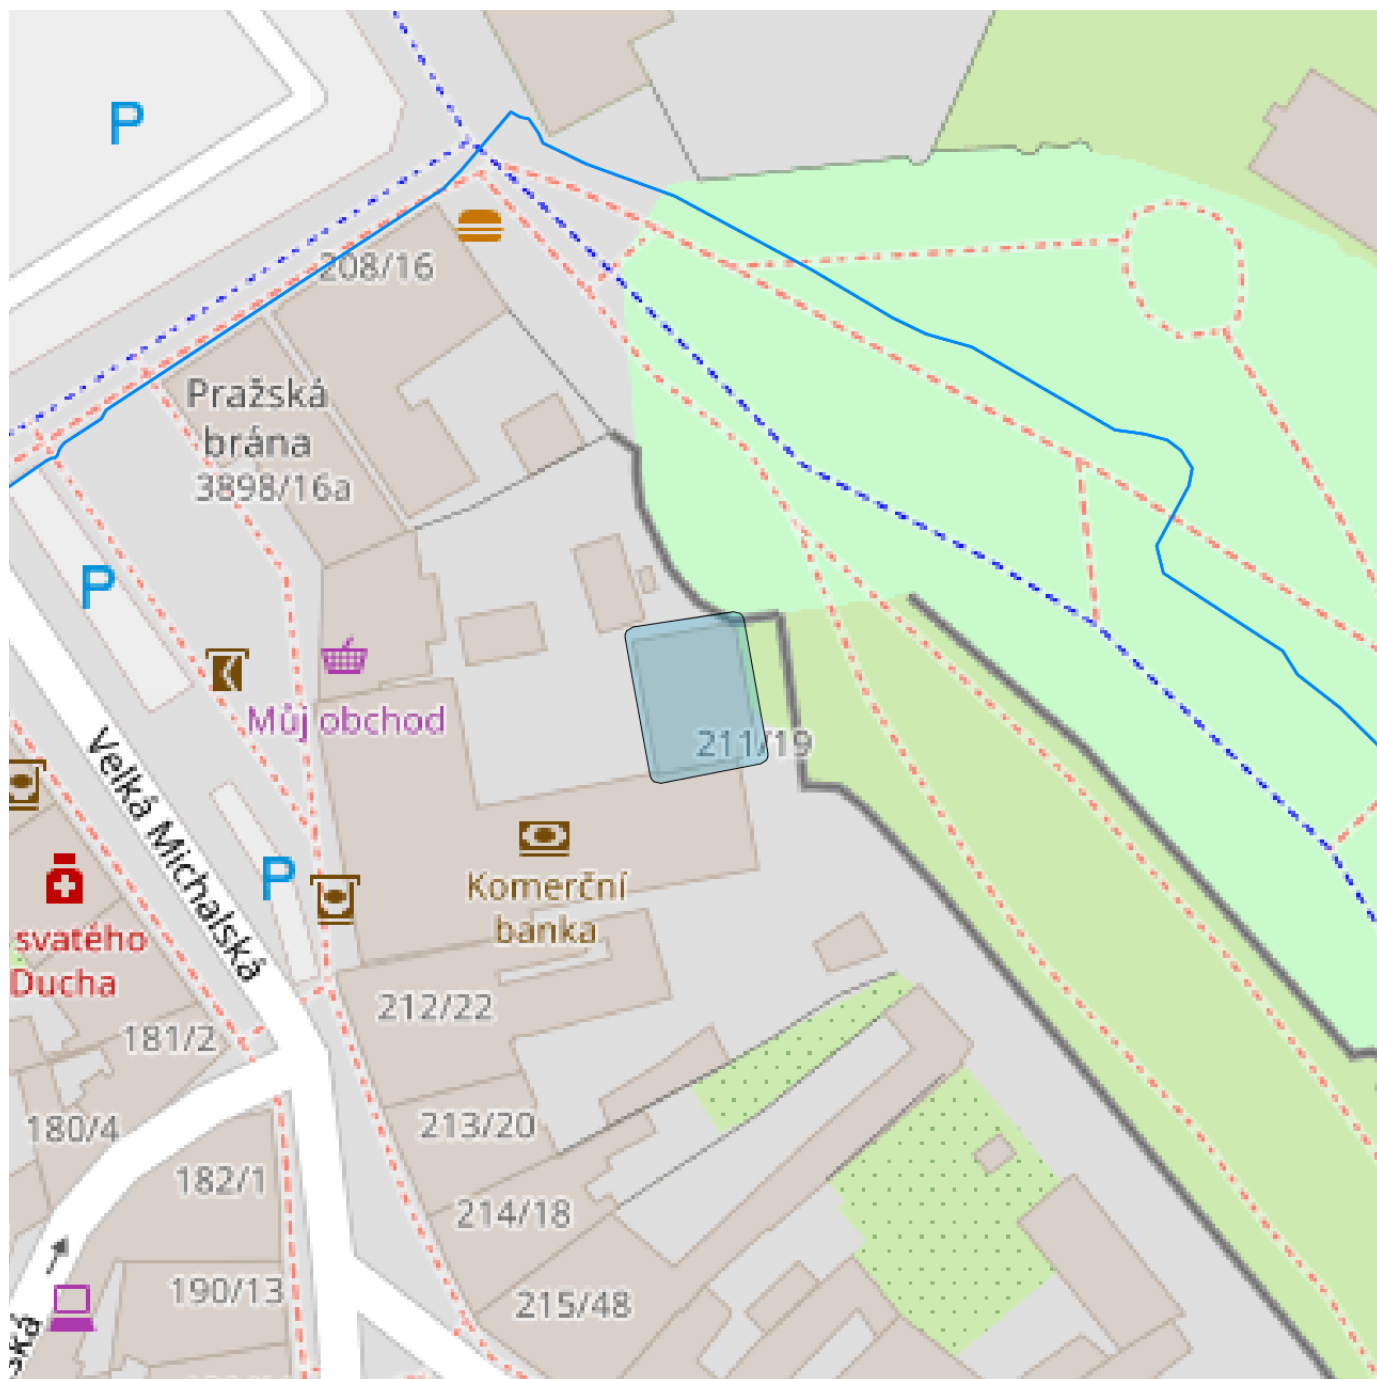 P
208/16
Pražská
brána
3898/16a
P
Můj obchod
211/19
Velká Michalská
P
Komerční
banka
svatého
Ducha
212/22
181/2
213/20
180/4
182/1
214/18
190/13
215/48
ská